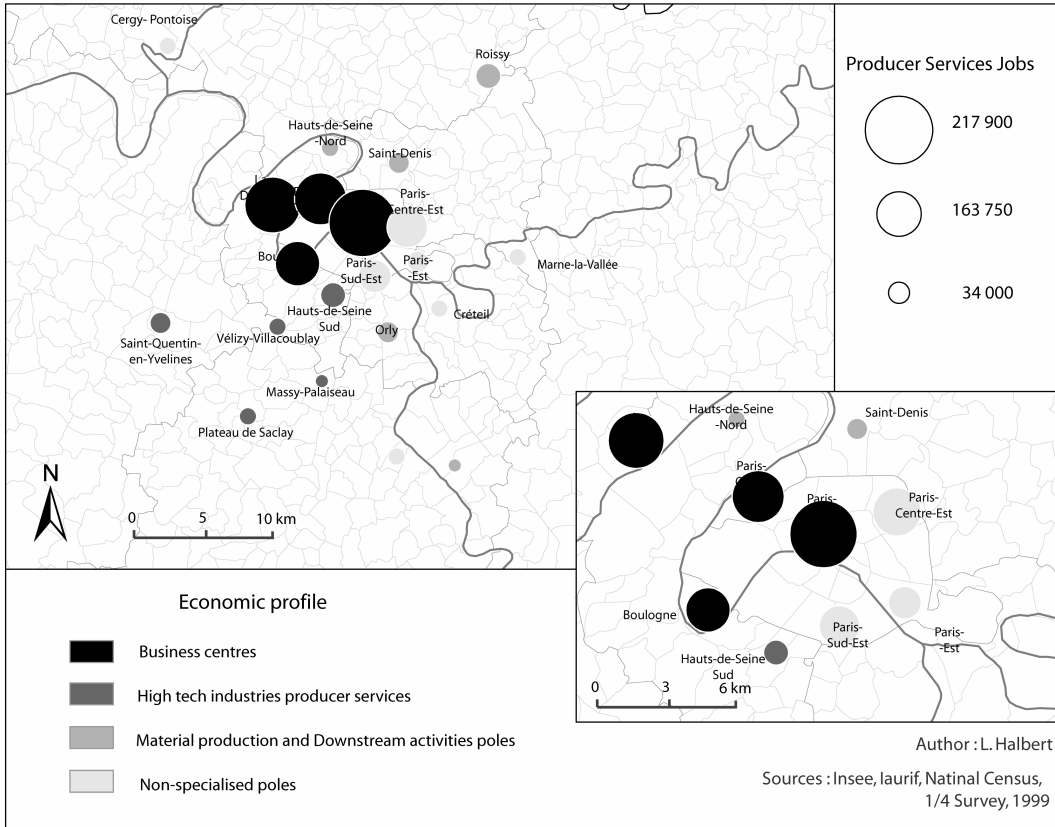 Cergy- Pontoise
Roissy
Hauts-de-Seine
-Nord
Saint-Denis
Paris-
Centre-Est
Paris-
-Est
Paris-
Sud-Est
Marne-la-Vallée
Hauts-de-Seine
Sud
Créteil
Orly
Vélizy-Villacoublay
Saint-Quentin-
en-Yvelines
Massy-Palaiseau
Plateau de Saclay
N
0 5 10 km
Producer Services Jobs
217 900
163 750
34 000
Hauts-de-Seine
-Nord
Saint-Denis
Paris-
Paris-
Paris-
Centre-Est
Boulogne
Paris-
Sud-Est
Paris-
-Est
Hauts-de-Seine
Sud
0 3 6 km
Economic profile
Business centres
High tech industries producer services
Material production and Downstream activities poles
Non-specialised poles
Author : L. Halbert
Sources : Insee, Iaurif, Natinal Census,
1/4 Survey, 1999